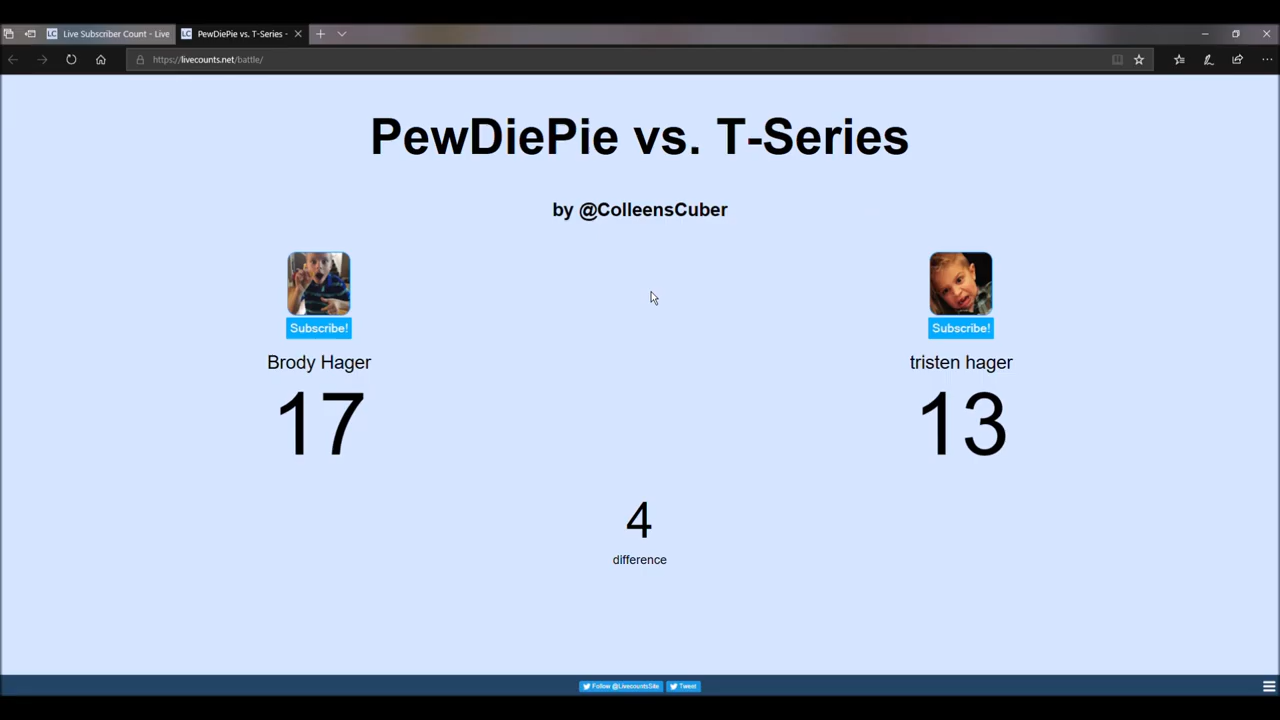 Live Subscriber Count - Live
PewDiePie vs. T-Series -
https://livecounts.net/battle/
PewDiePie vs. T-Series
by @ColleensCuber
Subscribe!
Subscribe!
Brody Hager
tristen hager
17
13
4
difference
Follow @LivecountsSite
Tweet